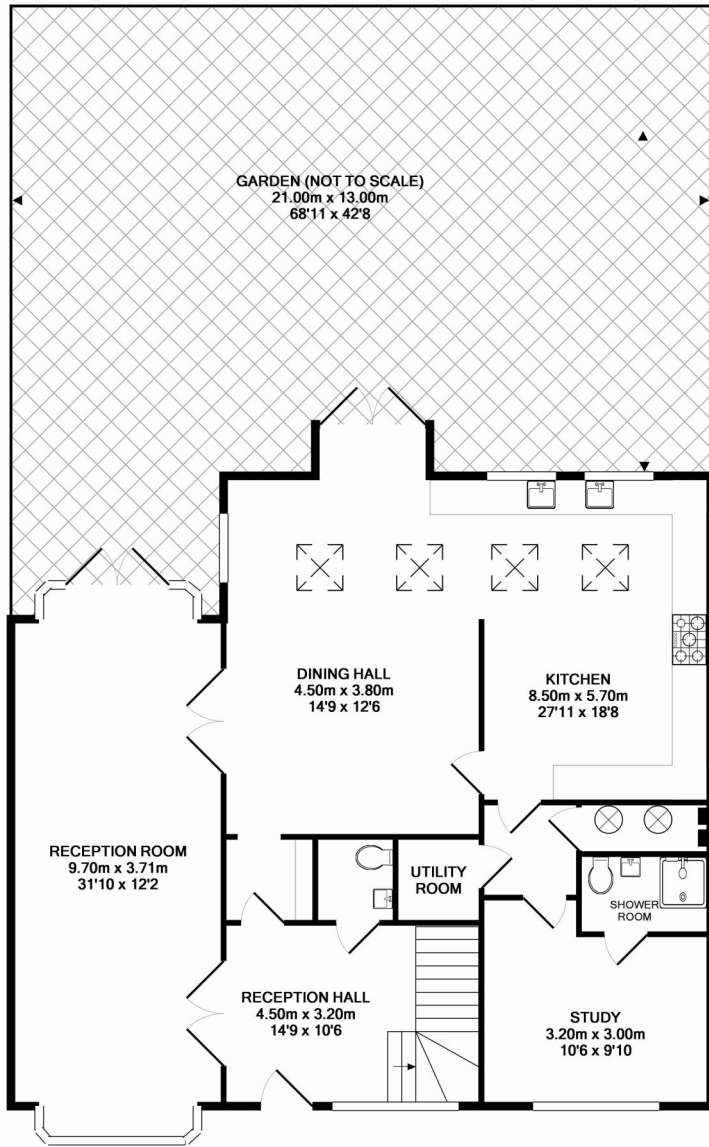 GARDEN (NOT TO SCALE)
21.00m x 13.00m
68'11 x 42'8
DINING HALL
4.50m x 3.80m
14'9 x 12'6
KITCHEN
8.50m x 5.70m
27'11 x 18'8
RECEPTION ROOM
9.70m x 3.71m
31'10 x 12'2
UTILITY
ROOM
SHOWER
ROOM
RECEPTION HALL
4.50m x 3.20m
14'9 x 10'6
STUDY
3.20m x 3.00m
10'6 x 9'10